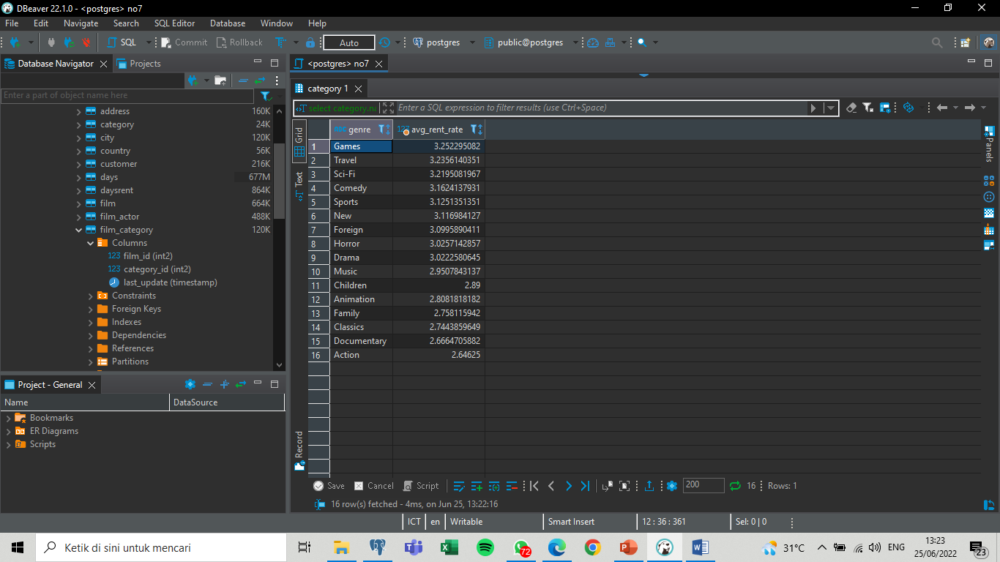 DBeaver 22.1.0 - <postgres> no7
File Edit Navigate Search SQL Editor Database Window Help
SQL Commit Rollback Auto postgres public@postgres
Database Navigator Projects
<postgres> no7
Enter a part of object name here
address 160K
category 24K
city 120K
country 56K
customer 216K
days 677M
daysrent 864K
film 664K
film_actor 488K
film_category 120K
Columns
123 film_id (int2)
123 category_id (int2)
last_update (timestamp)
Constraints
Foreign Keys
Indexes
Dependencies
References
Partitions
Project - General
Name DataSource
Bookmarks
ER Diagrams
Scripts
category 1
select category.na Enter a SQL expression to filter results (use Ctrl+Space)
Grid
Text
Record
Panels
genre 123 avg_rent_rate
1 Games 3.252295082
2 Travel 3.2356140351
3 Sci-Fi 3.2195081967
4 Comedy 3.1624137931
5 Sports 3.1251351351
6 New 3.116984127
7 Foreign 3.0995890411
8 Horror 3.0257142857
9 Drama 3.0222580645
10 Music 2.9507843137
11 Children 2.89
12 Animation 2.8081818182
13 Family 2.758115942
14 Classics 2.7443859649
15 Documentary 2.6664705882
16 Action 2.64625
Save Cancel Script 200 16 Rows: 1
16 row(s) fetched - 4ms, on Jun 25, 13:22:16
ICT en Writable Smart Insert 12 : 36 : 361 Sel: 0 | 0
Ketik di sini untuk mencari
72
31°C ENG
13:23
25/06/2022
23